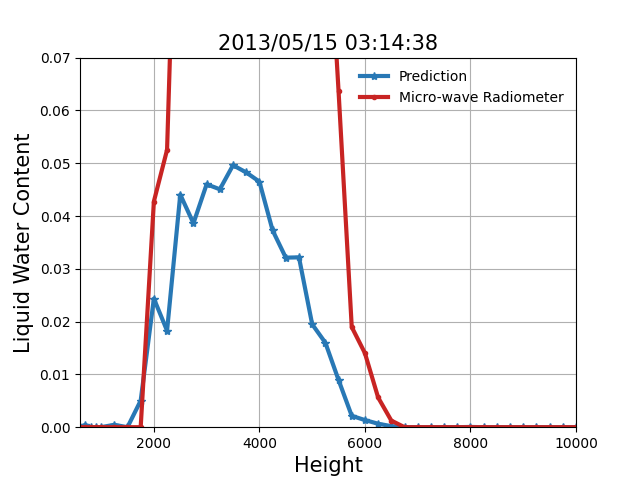 2013/05/15 03:14:38
0.07
0.06
0.05
0.04
0.03
0.02
0.01
0.00
Liquid Water Content
Prediction
Micro-wave Radiometer
2000 4000 6000 8000 10000
Height